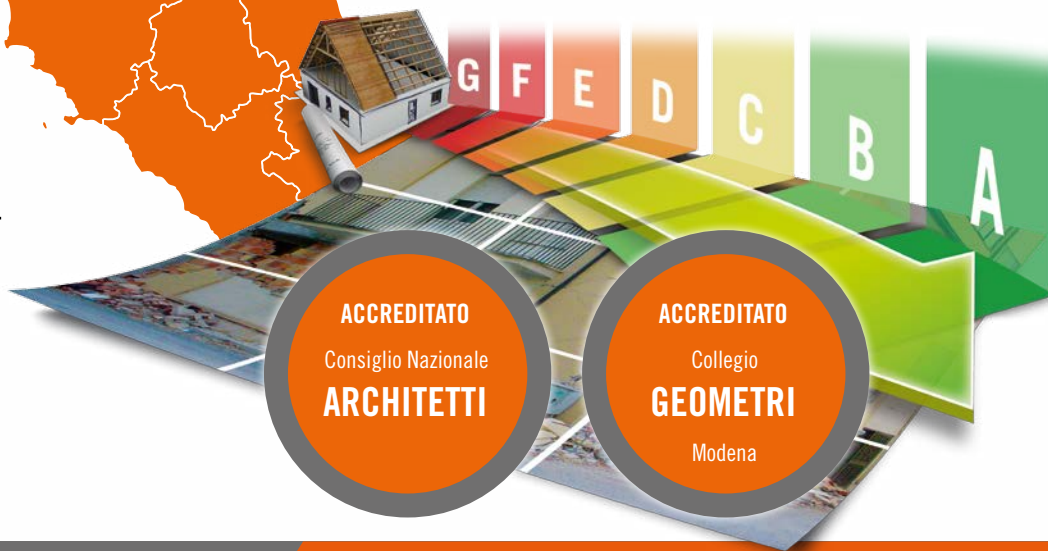 G F E D C B A
ACCREDITATO
Consiglio Nazionale
ARCHITETTI
ACCREDITATO
Collegio
GEOMETRI
Modena